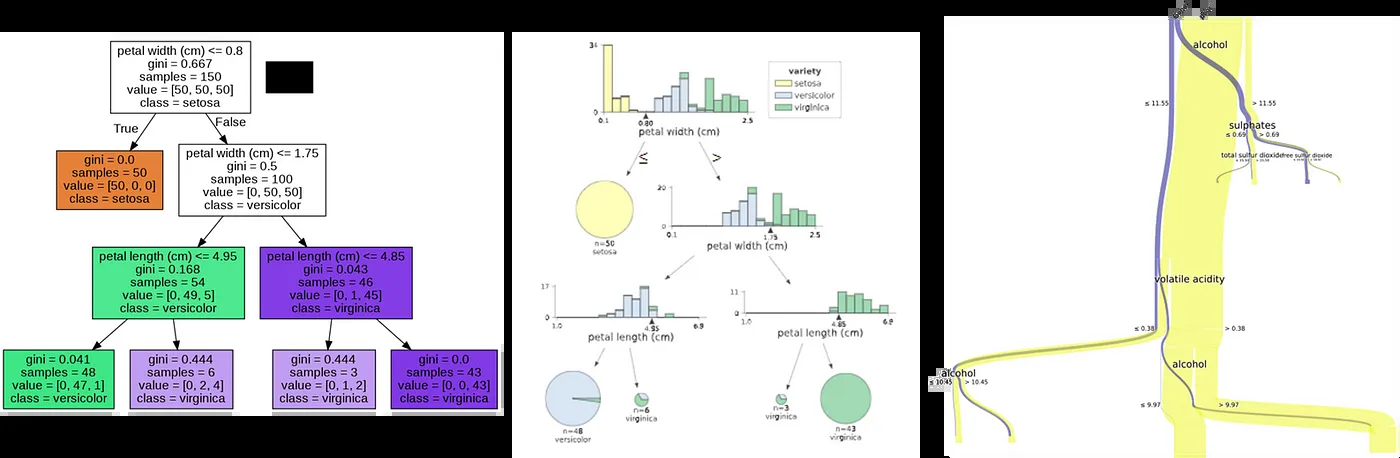 petal width (cm) <= 0.8
gini = 0.667
samples = 150
value = [50, 50, 50]
class = setosa
True
False
gini = 0.0
samples = 50
value = [50, 0, 0]
class = setosa
petal width (cm) <= 1.75
gini = 0.5
samples = 100
value = [0, 50, 50]
class = versicolor
petal length (cm) <= 4.95
gini = 0.168
samples = 54
value = [0, 49, 5]
class = versicolor
petal length (cm) <= 4.85
gini = 0.043
samples = 46
value = [0, 1, 45]
class = virginica
gini = 0.041
samples = 48
value = [0, 47, 1]
class = versicolor
gini = 0.444
samples = 6
value = [0, 2, 4]
class = virginica
gini = 0.444
samples = 3
value = [0, 1, 2]
class = virginica
gini = 0.0
samples = 43
value = [0, 0, 43]
class = virginica
34
0
0.1
0.80
2.5
petal width (cm)
variety
setosa
versicolor
virginica
≤
>
n=50
setosa
20
0
0.1
1.75
2.5
petal width (cm)
17
0
1.0
4.95
6.9
petal length (cm)
11
0
1.0
4.85
6.9
petal length (cm)
n=48
versicolor
n=6
virginica
n=3
virginica
n=43
virginica
alcohol
≤ 11.55
> 11.55
sulphates
≤ 0.69
> 0.69
total sulfur dioxide
free sulfur dioxide
volatile acidity
≤ 0.38
> 0.38
alcohol
≤ 10.45
> 10.45
alcohol
≤ 9.97
> 9.97